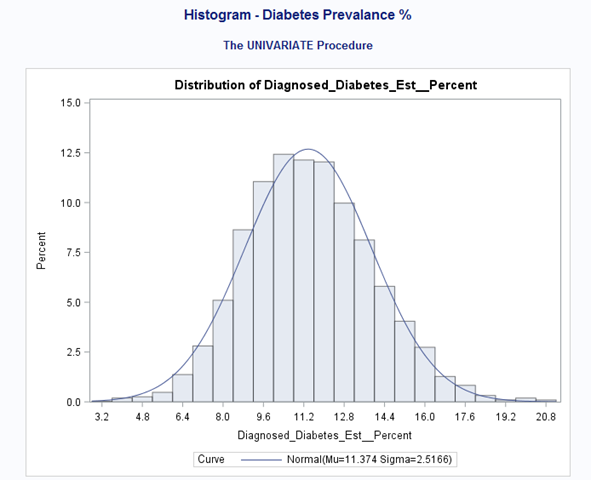 Histogram - Diabetes Prevalance %
The UNIVARIATE Procedure
Distribution of Diagnosed_Diabetes_Est__Percent
15.0
12.5
10.0
7.5
5.0
2.5
0.0
Percent
3.2 4.8 6.4 8.0 9.6 11.2 12.8 14.4 16.0 17.6 19.2 20.8
Diagnosed_Diabetes_Est__Percent
Curve Normal(Mu=11.374 Sigma=2.5166)